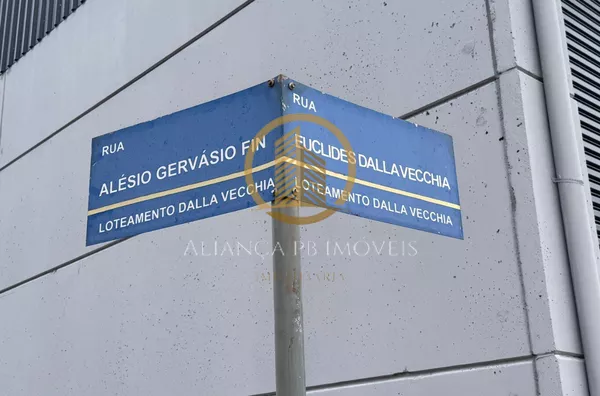 RUA
ALÉSIO GERVÁSIO FIN
LOTEAMENTO DALLA VECCHIA
RUA
EUCLIDES DALLA VECCHIA
LOTEAMENTO DALLA VECCHIA
ALIANÇA PB IMÓVEIS